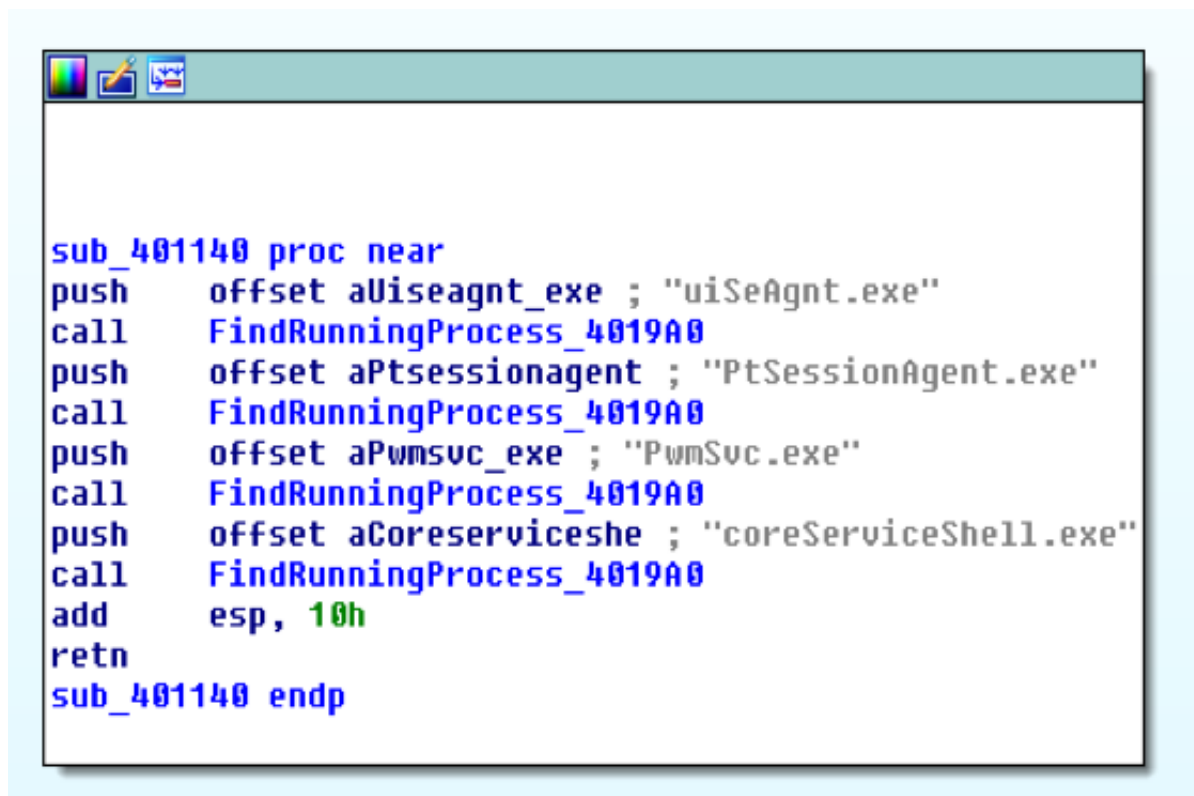 sub_401140 proc near
push    offset aUiseagnt_exe ; "uiSeAgnt.exe"
call    FindRunningProcess_4019A0
push    offset aPtsessionagent ; "PtSessionAgent.exe"
call    FindRunningProcess_4019A0
push    offset aPwmsvc_exe ; "PwmSvc.exe"
call    FindRunningProcess_4019A0
push    offset aCoreserviceshe ; "coreServiceShell.exe"
call    FindRunningProcess_4019A0
add     esp, 10h
retn
sub_401140 endp